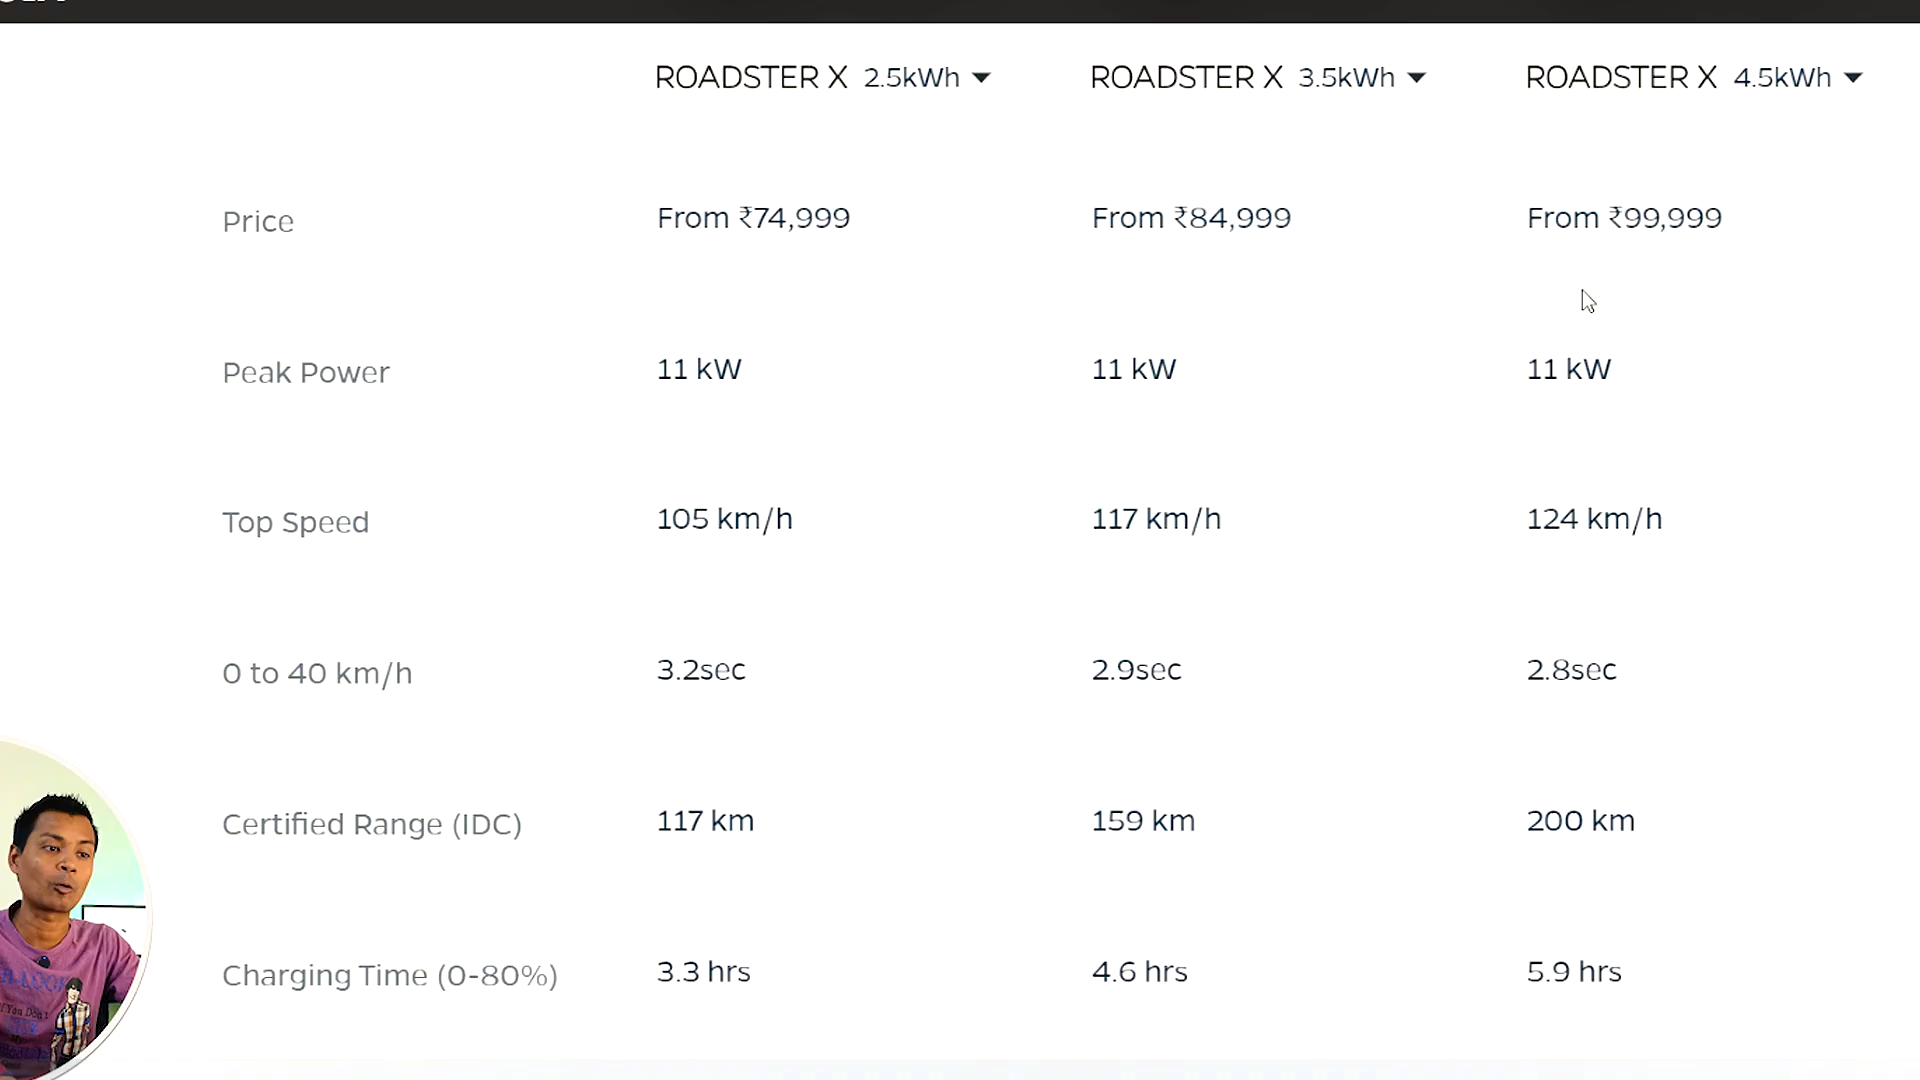 ROADSTER X 2.5kWh ROADSTER X 3.5kWh ROADSTER X 4.5kWh
Price From ₹74,999 From ₹84,999 From ₹99,999
Peak Power 11 kW 11 kW 11 kW
Top Speed 105 km/h 117 km/h 124 km/h
0 to 40 km/h 3.2sec 2.9sec 2.8sec
Certified Range (IDC) 117 km 159 km 200 km
Charging Time (0-80%) 3.3 hrs 4.6 hrs 5.9 hrs
You Don't